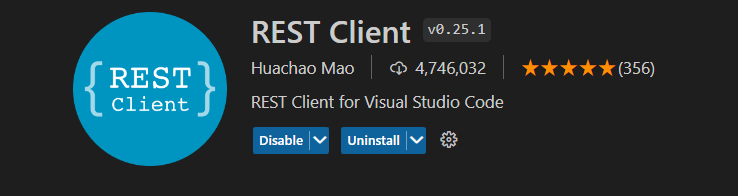 {REST}
Client
REST Client v0.25.1
Huachao Mao 4,746,032 ★★★★★(356)
REST Client for Visual Studio Code
Disable Uninstall